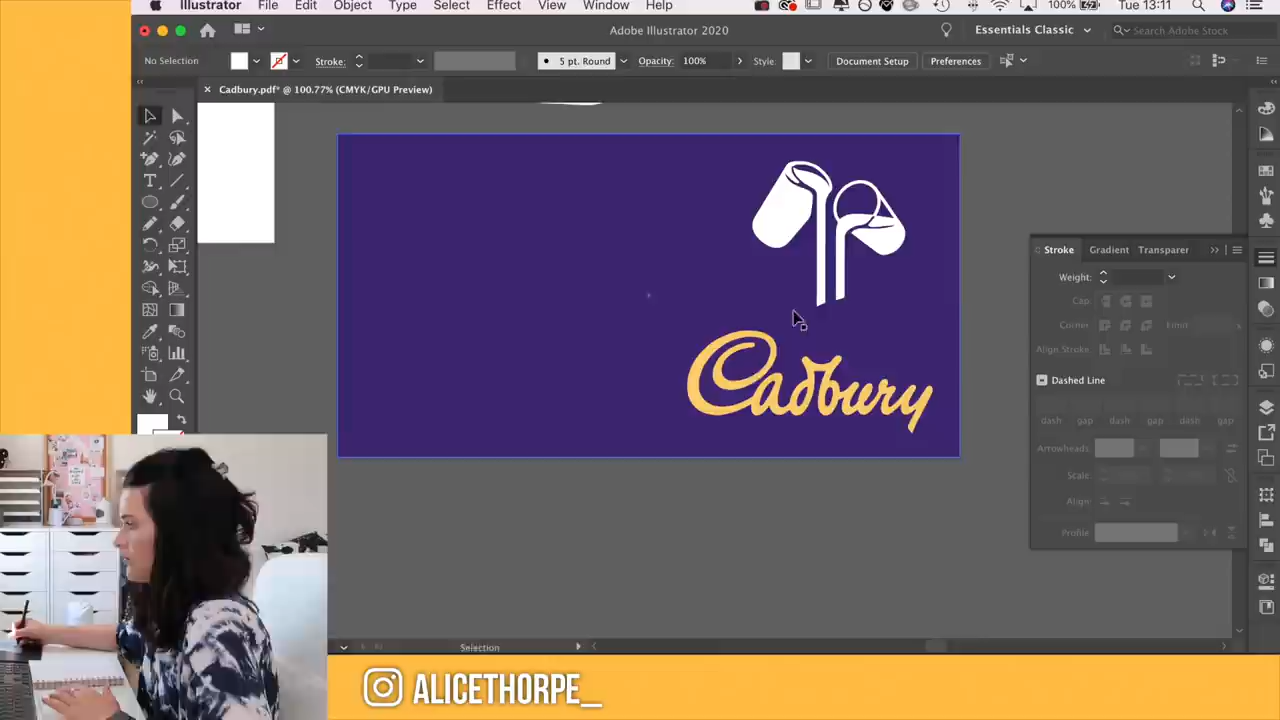 Illustrator File Edit Object Type Select Effect View Window Help 100% Tue 13:11
Adobe Illustrator 2020
Essentials Classic
Search Adobe Stock
No Selection Stroke: 5 pt. Round Opacity: 100% Style: Document Setup Preferences
× Cadbury.pdf* @ 100.77% (CMYK/GPU Preview)
Cadbury
Stroke Gradient Transparer
Weight:
Cap:
Corner: Limit:
Align Stroke:
Dashed Line
dash gap dash gap dash gap
Arrowheads:
Scale:
Align:
Profile:
Selection
ALICETHORPE_